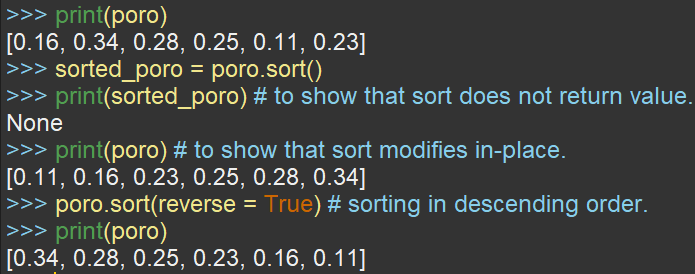 >>> print(poro)
[0.16, 0.34, 0.28, 0.25, 0.11, 0.23]
>>> sorted_poro = poro.sort()
>>> print(sorted_poro) # to show that sort does not return value.
None
>>> print(poro) # to show that sort modifies in-place.
[0.11, 0.16, 0.23, 0.25, 0.28, 0.34]
>>> poro.sort(reverse = True) # sorting in descending order.
>>> print(poro)
[0.34, 0.28, 0.25, 0.23, 0.16, 0.11]